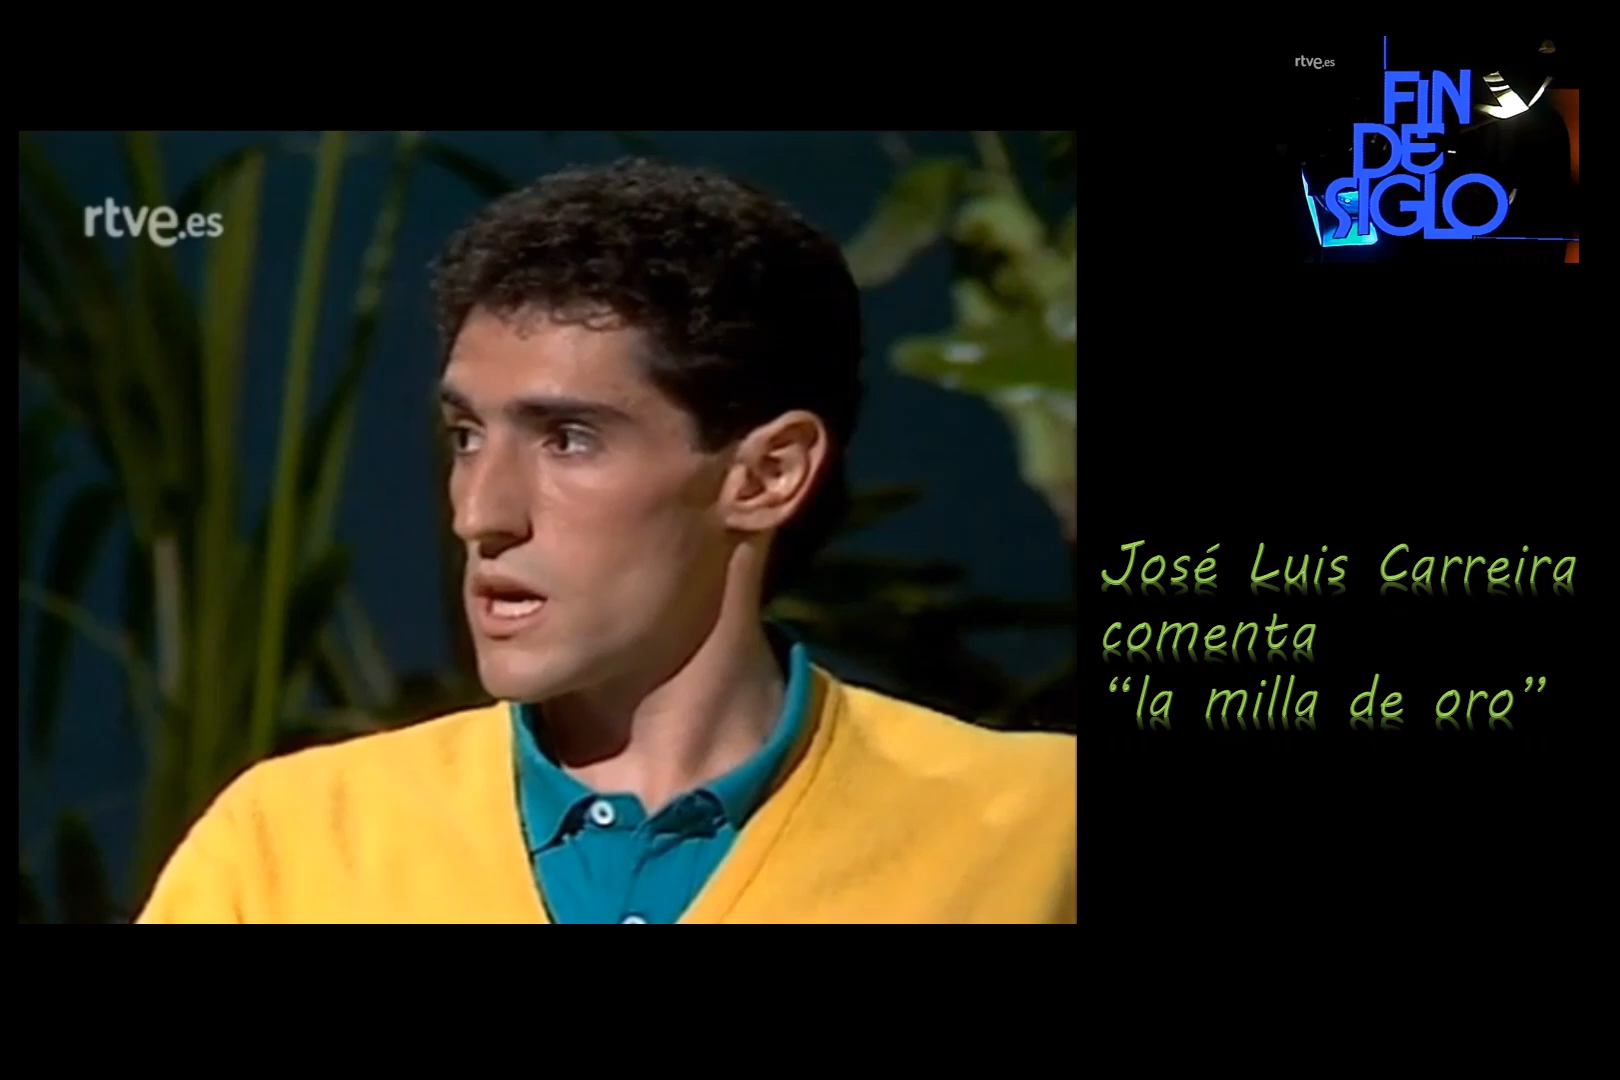 rtve.es
FIN
DE
SIGLO
rtve.es
José Luis Carreira
comenta
“la milla de oro”